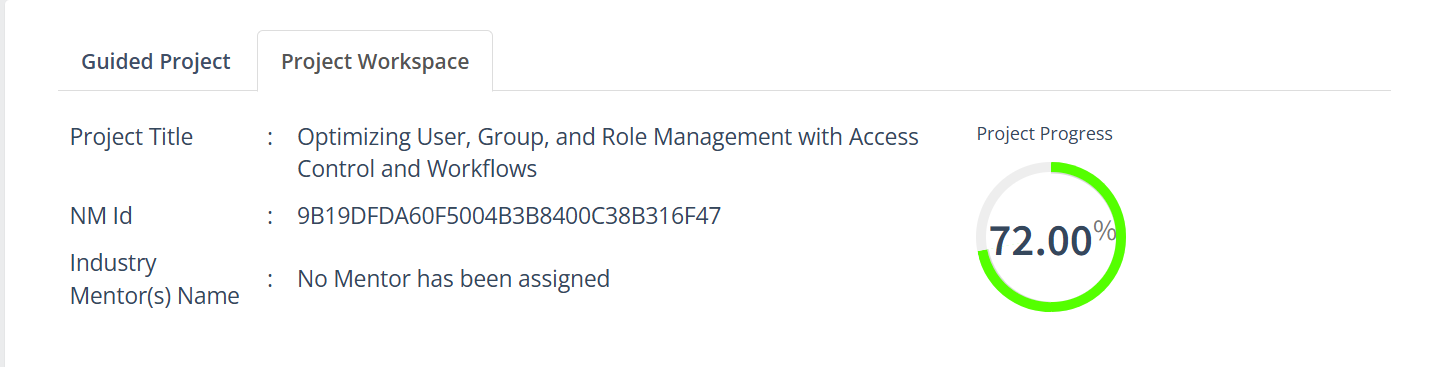 Guided Project
Project Workspace
Project Title : Optimizing User, Group, and Role Management with Access
Control and Workflows
NM Id : 9B19DFDA60F5004B3B8400C38B316F47
Industry
Mentor(s) Name : No Mentor has been assigned
Project Progress
72.00%